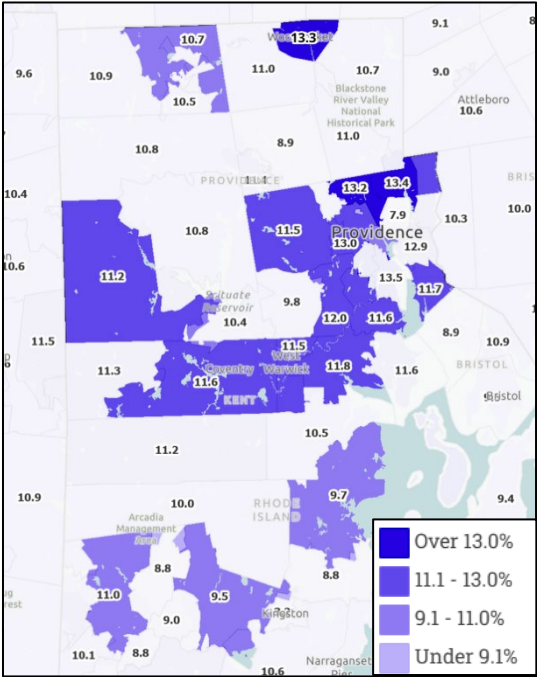 9.1
10.7
Woonsocket
13.3
9.6
10.9
11.0
10.7
9.0
Blackstone
River Valley
National
Historical Park
Attleboro
10.5
10.6
11.0
8.9
10.8
PROVIDENCE
13.2
13.4
BRIS
10.4
7.9
10.3
10.0
10.8
11.5
Providence
13.0
12.9
11.2
13.5
11.7
Scituate
Reservoir
9.8
10.4
12.0
11.6
8.9
11.5
10.9
11.5
West
Warwick
11.3
Coventry
11.8
11.6
BRISTOL
11.6
KENT
Bristol
10.5
11.2
10.9
9.7
9.4
10.0
RHODE
ISLAND
Arcadia
Management
Area
8.8
8.8
11.0
9.5
9.0
Kingston
10.1
8.8
10.6
Narraganset
Pier
Over 13.0%
11.1 - 13.0%
9.1 - 11.0%
Under 9.1%